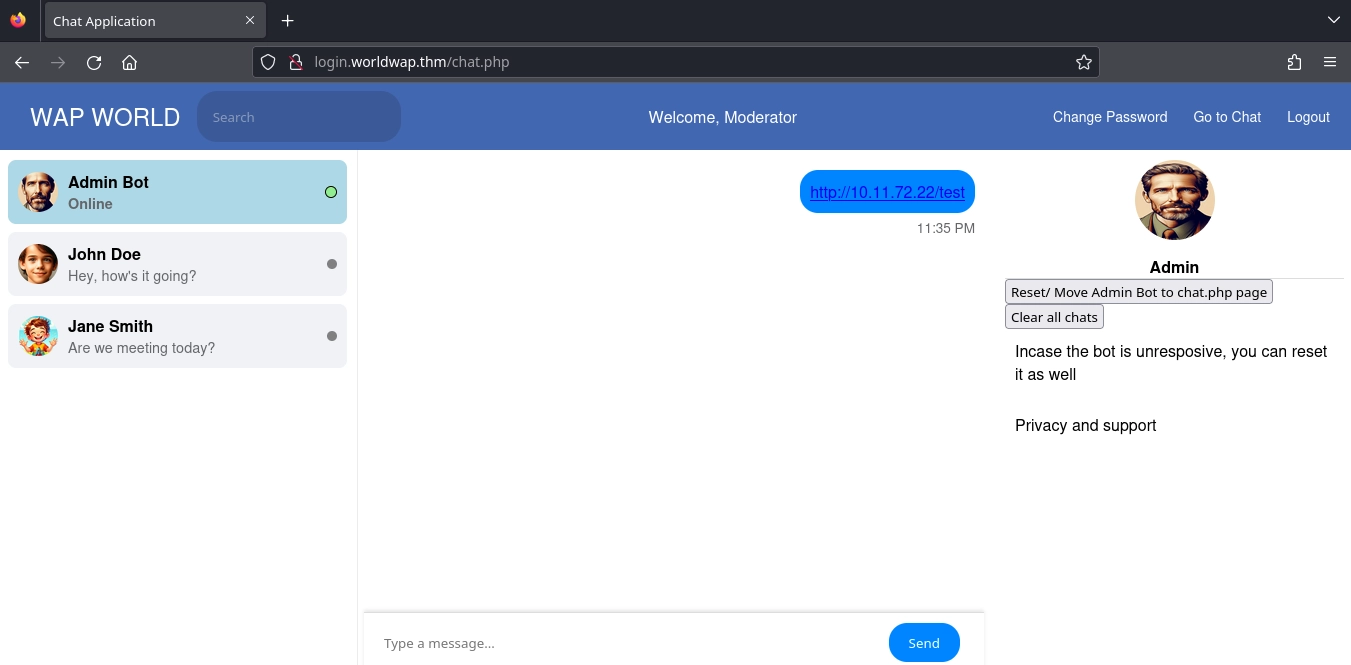 Chat Application
login.worldwap.thm/chat.php
WAP WORLD
Search
Welcome, Moderator
Change Password
Go to Chat
Logout
Admin Bot
Online
John Doe
Hey, how's it going?
Jane Smith
Are we meeting today?
http://10.11.72.22/test
11:35 PM
Type a message...
Send
Admin
Reset/ Move Admin Bot to chat.php page
Clear all chats
Incase the bot is unresposive, you can reset
it as well
Privacy and support